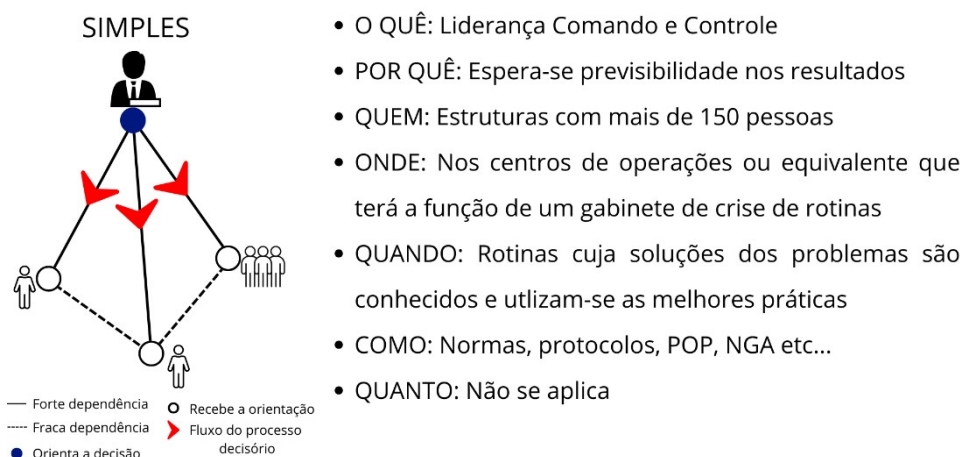 SIMPLES
• O QUÊ: Liderança Comando e Controle
• POR QUÊ: Espera-se previsibilidade nos resultados
• QUEM: Estruturas com mais de 150 pessoas
• ONDE: Nos centros de operações ou equivalente que
terá a função de um gabinete de crise de rotinas
• QUANDO: Rotinas cuja soluções dos problemas são
conhecidos e utlizam-se as melhores práticas
• COMO: Normas, protocolos, POP, NGA etc...
• QUANTO: Não se aplica
Forte dependência
Fraca dependência
Orienta a decisão
Recebe a orientação
Fluxo do processo
decisório